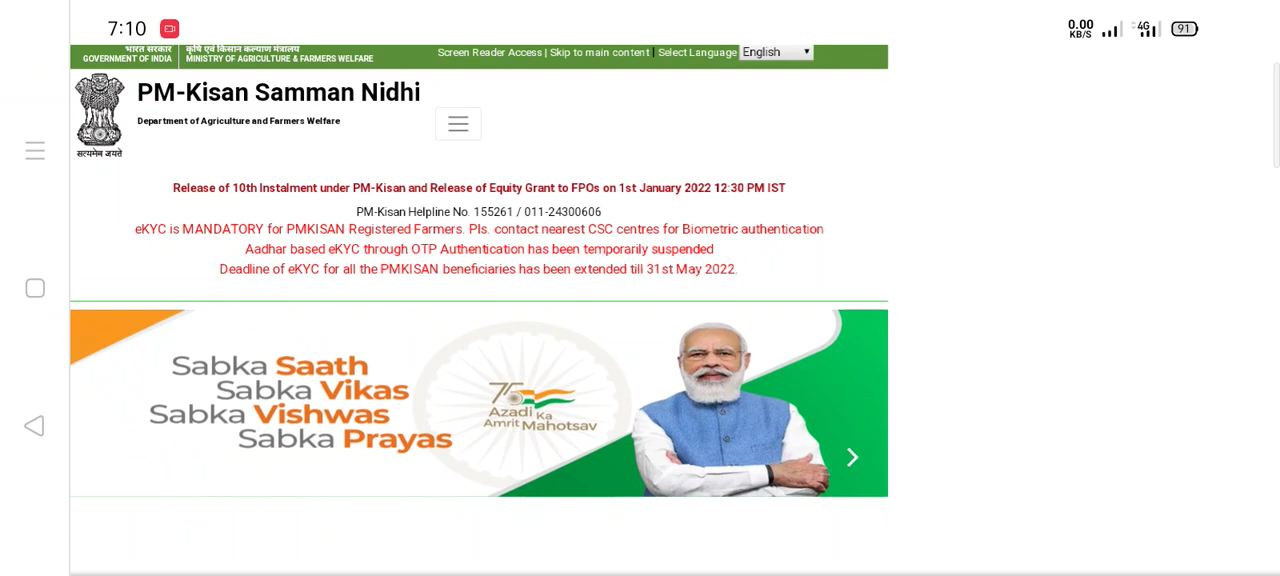 7:10
0.00
KB/S
4G
91
भारत सरकार
GOVERNMENT OF INDIA
कृषि एवं किसान कल्याण मंत्रालय
MINISTRY OF AGRICULTURE & FARMERS WELFARE
Screen Reader Access | Skip to main content | Select Language English
PM-Kisan Samman Nidhi
Department of Agriculture and Farmers Welfare
सत्यमेव जयते
Release of 10th Instalment under PM-Kisan and Release of Equity Grant to FPOs on 1st January 2022 12:30 PM IST
PM-Kisan Helpline No. 155261 / 011-24300606
eKYC is MANDATORY for PMKISAN Registered Farmers. Pls. contact nearest CSC centres for Biometric authentication
Aadhar based eKYC through OTP Authentication has been temporarily suspended
Deadline of eKYC for all the PMKISAN beneficiaries has been extended till 31st May 2022.
Sabka Saath
Sabka Vikas
Sabka Vishwas
Sabka Prayas
75
Azadi Ka
Amrit Mahotsav